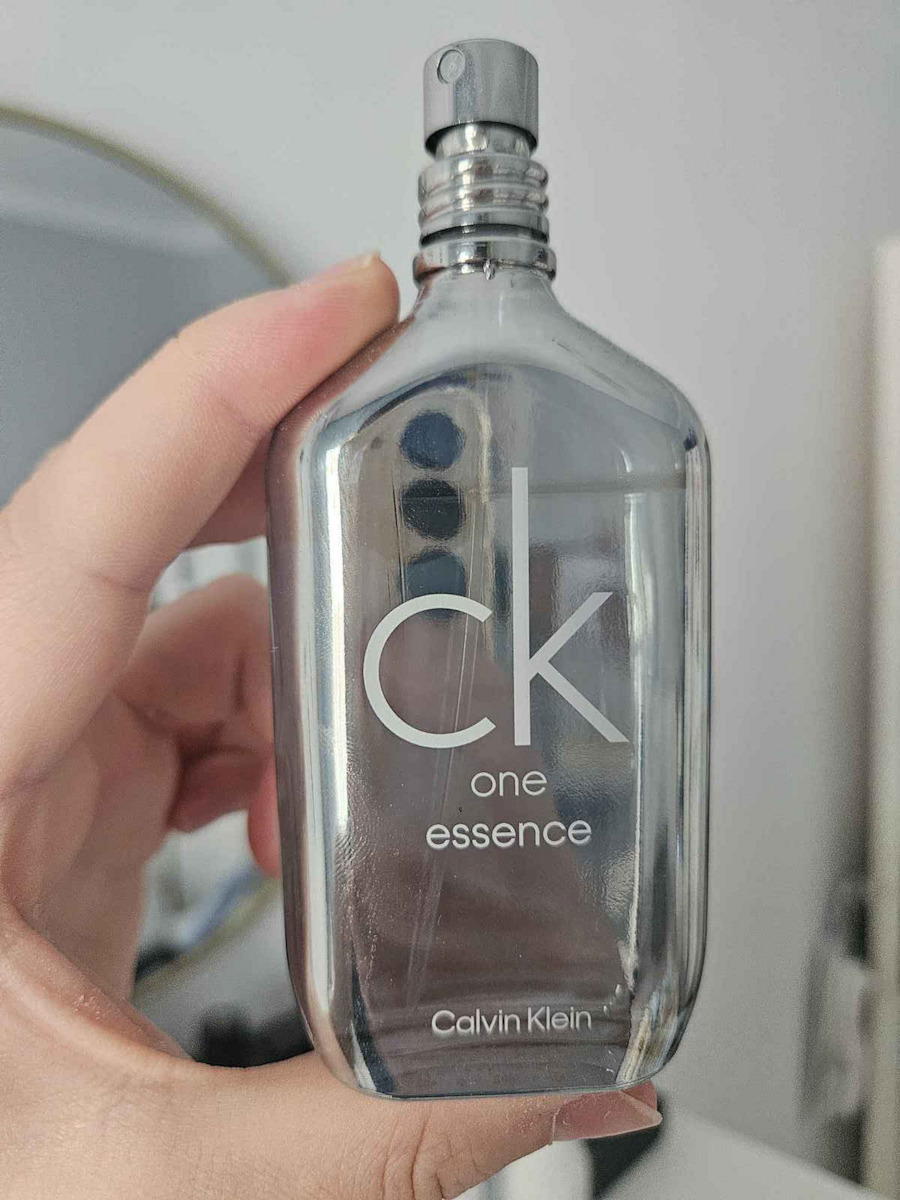 ck
one
essence
Calvin Klein